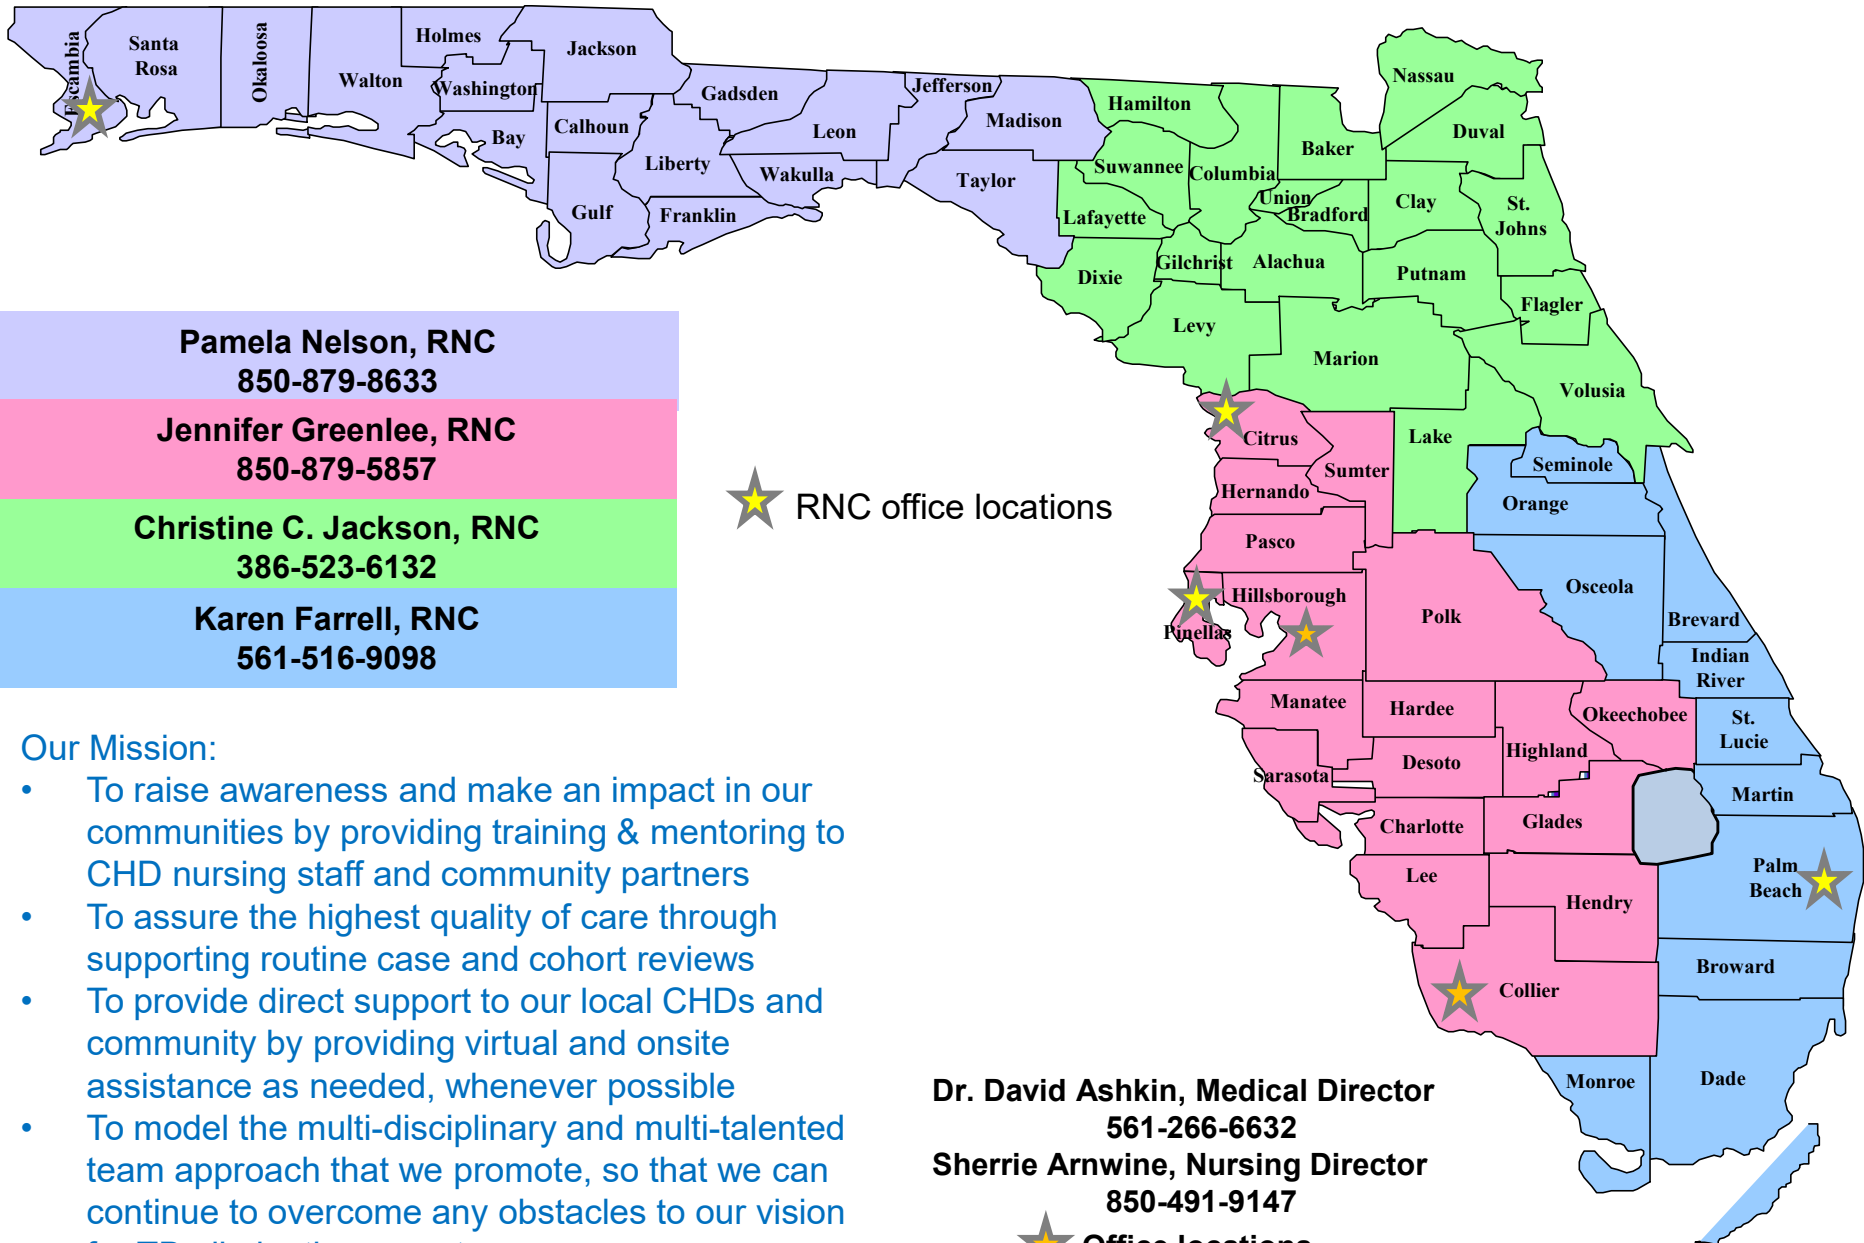 Escambia
Santa
Rosa
Okaloosa
Walton
Holmes
Washington
Jackson
Bay
Calhoun
Gulf
Gadsden
Liberty
Franklin
Leon
Wakulla
Jefferson
Madison
Taylor
Hamilton
Suwannee
Lafayette
Dixie
Columbia
Gilchrist
Levy
Baker
Union
Bradford
Alachua
Marion
Nassau
Duval
Clay
St.
Johns
Putnam
Flagler
Volusia
Lake
Citrus
Sumter
Hernando
Pasco
Pinellas
Hillsborough
Polk
Seminole
Orange
Osceola
Brevard
Indian
River
Manatee
Hardee
Okeechobee
St.
Lucie
Sarasota
Desoto
Highland
Martin
Charlotte
Glades
Lee
Hendry
Palm
Beach
Broward
Collier
Monroe
Dade
Pamela Nelson, RNC
850-879-8633
Jennifer Greenlee, RNC
850-879-5857
Christine C. Jackson, RNC
386-523-6132
Karen Farrell, RNC
561-516-9098
RNC office locations
Our Mission:
• To raise awareness and make an impact in our
communities by providing training & mentoring to
CHD nursing staff and community partners
• To assure the highest quality of care through
supporting routine case and cohort reviews
• To provide direct support to our local CHDs and
community by providing virtual and onsite
assistance as needed, whenever possible
• To model the multi-disciplinary and multi-talented
team approach that we promote, so that we can
continue to overcome any obstacles to our vision
Dr. David Ashkin, Medical Director
561-266-6632
Sherrie Arnwine, Nursing Director
850-491-9147
Office locations